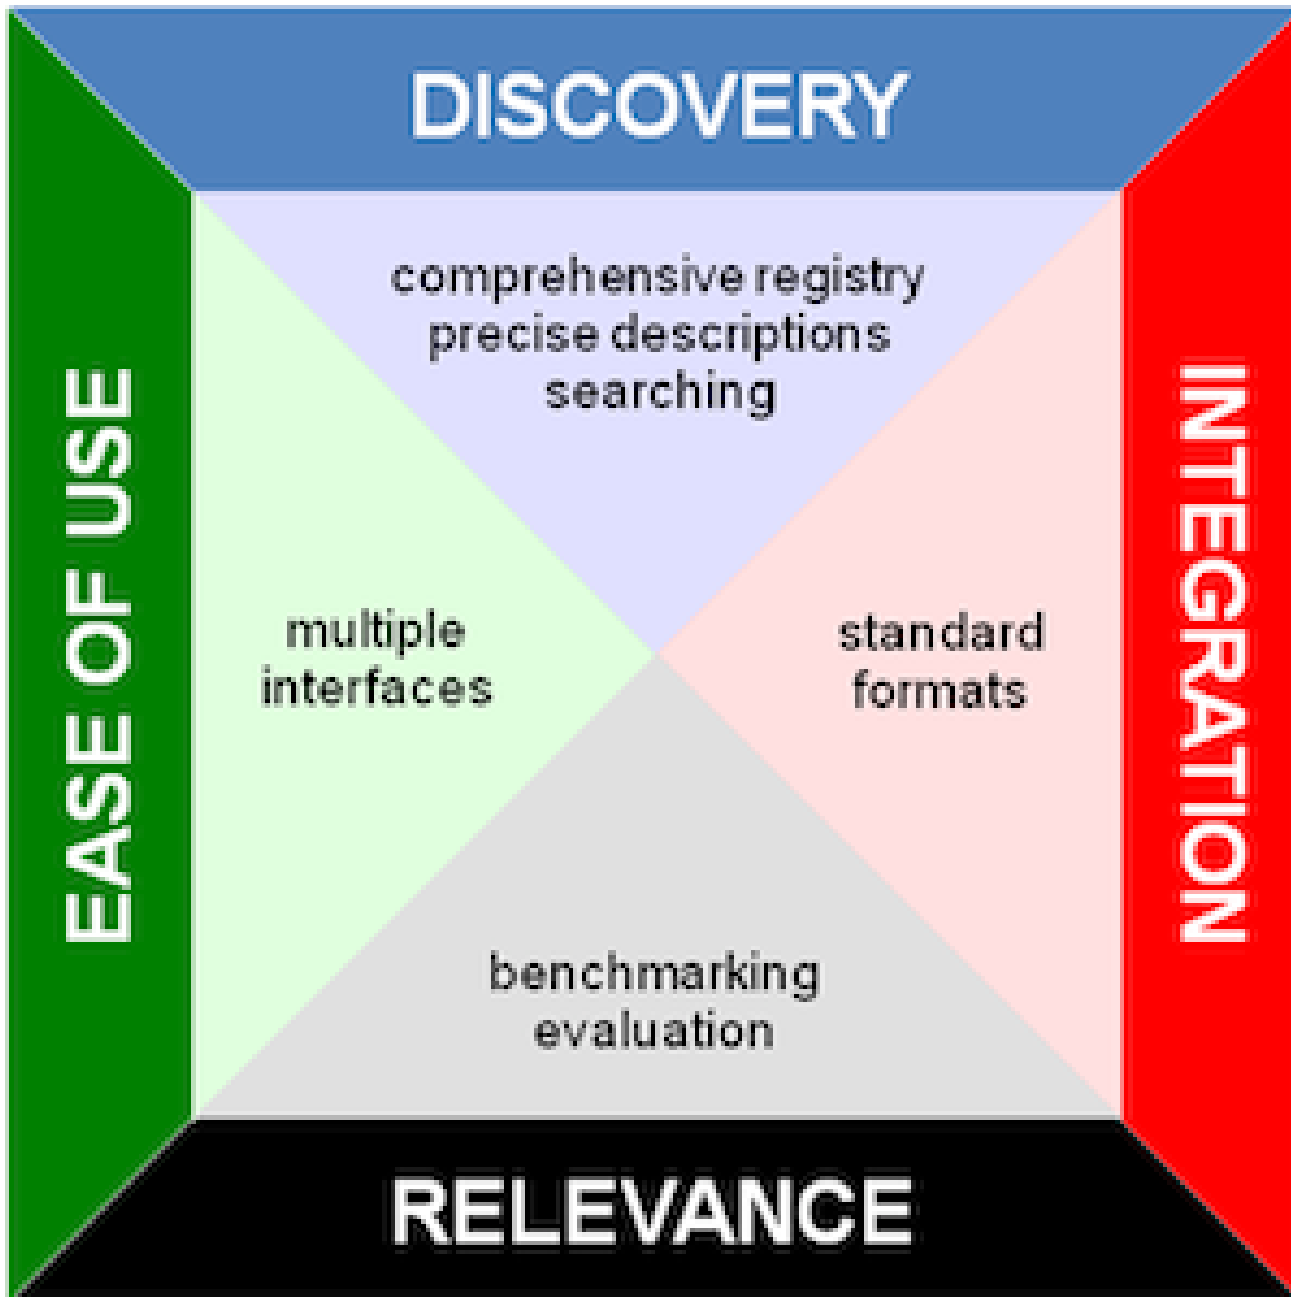 DISCOVERY
comprehensive registry
precise descriptions
searching
EASE OF USE
multiple
interfaces
standard
formats
INTEGRATION
benchmarking
evaluation
RELEVANCE